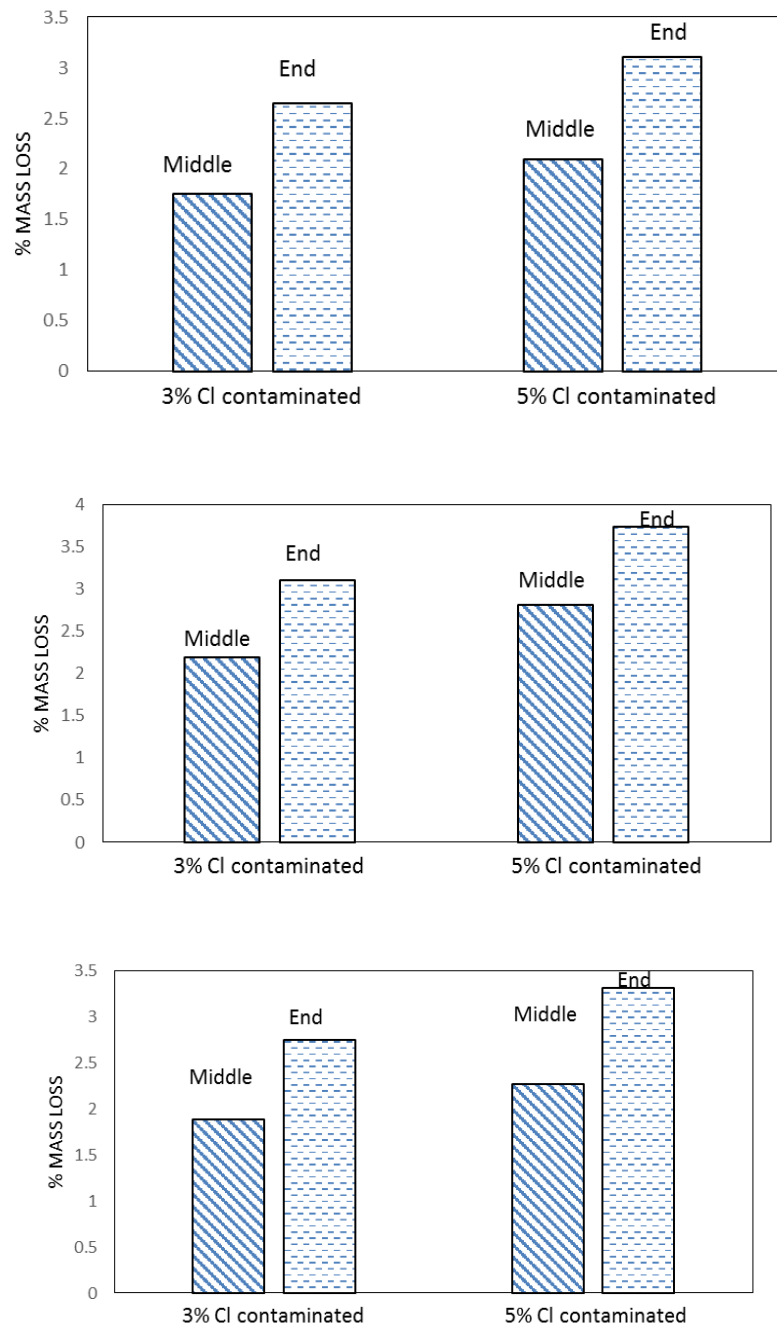 3.5
3
2.5
2
1.5
1
0.5
0
% MASS LOSS
Middle
End
Middle
End
3% Cl contaminated
5% Cl contaminated
4
3.5
3
2.5
2
1.5
1
0.5
0
% MASS LOSS
Middle
End
Middle
End
3% Cl contaminated
5% Cl contaminated
3.5
3
2.5
2
1.5
1
0.5
0
% MASS LOSS
Middle
End
Middle
End
3% Cl contaminated
5% Cl contaminated